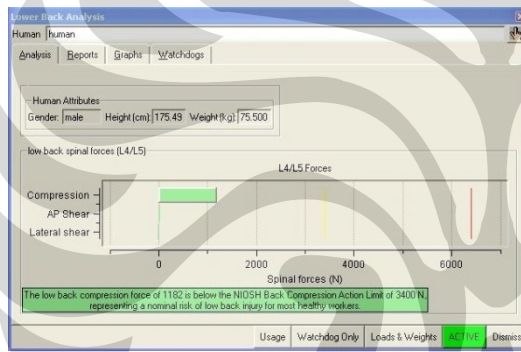 Lower Back Analysis
Human human
Analysis Reports Graphs Watchdogs
Human Attributes
Gender: male Height (cm): 175.49 Weight (kg): 75.500
low back spinal forces (L4/L5)
L4/L5 Forces
Compression
AP Shear
Lateral shear
0 2000 4000 6000
Spinal forces (N)
The low back compression force of 1182 is below the NIOSH Back Compression Action Limit of 3400 N,
representing a nominal risk of low back injury for most healthy workers.
Usage Watchdog Only Loads & Weights ACTIVE Dismiss